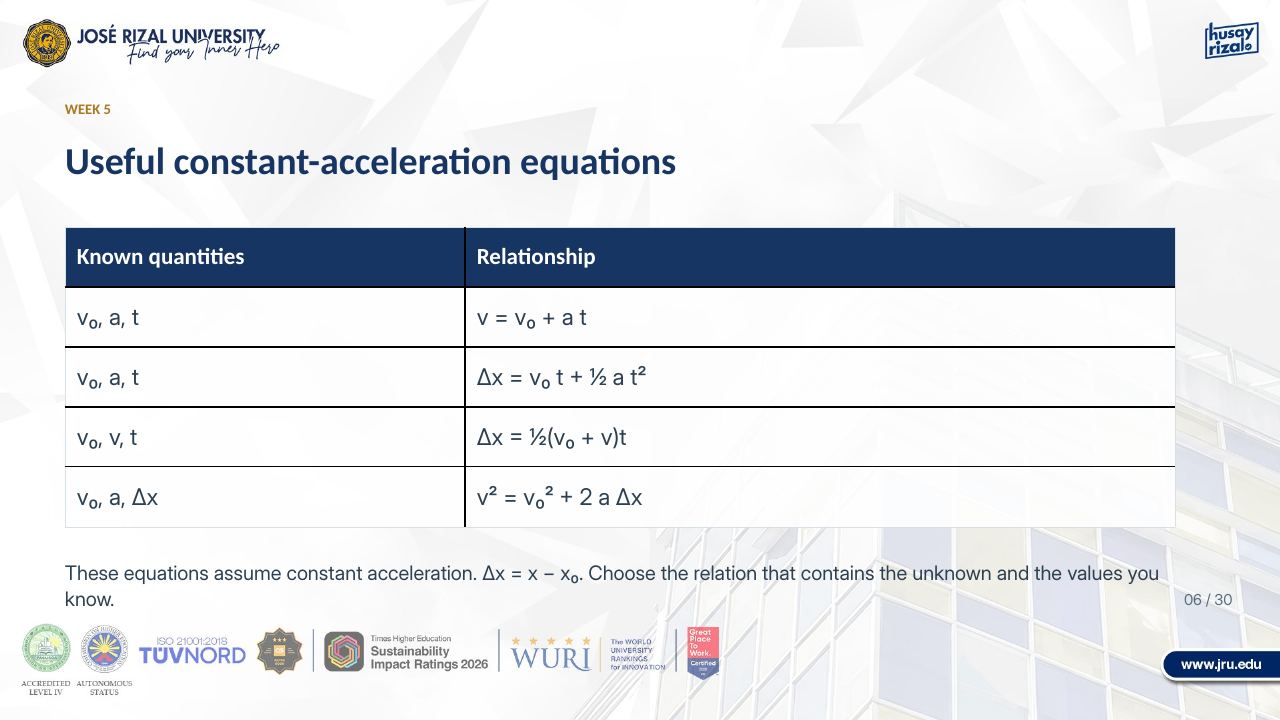 JOSÉ RIZAL UNIVERSITY
Find your Inner Hero
husay
rizal
WEEK 5
Useful constant-acceleration equations
Known quantities Relationship
v₀, a, t v = v₀ + a t
v₀, a, t Δx = v₀ t + ½ a t²
v₀, v, t Δx = ½(v₀ + v)t
v₀, a, Δx v² = v₀² + 2 a Δx
These equations assume constant acceleration. Δx = x − x₀. Choose the relation that contains the unknown and the values you
know.
06 / 30
ACCREDITED
LEVEL IV
AUTONOMOUS
STATUS
ISO 21001:2018
TÜVNORD
Times Higher Education
Sustainability
Impact Ratings 2026
WURI
The WORLD
UNIVERSITY
RANKINGS
for INNOVATION
Great
Place
To
Work.
Certified
www.jru.edu